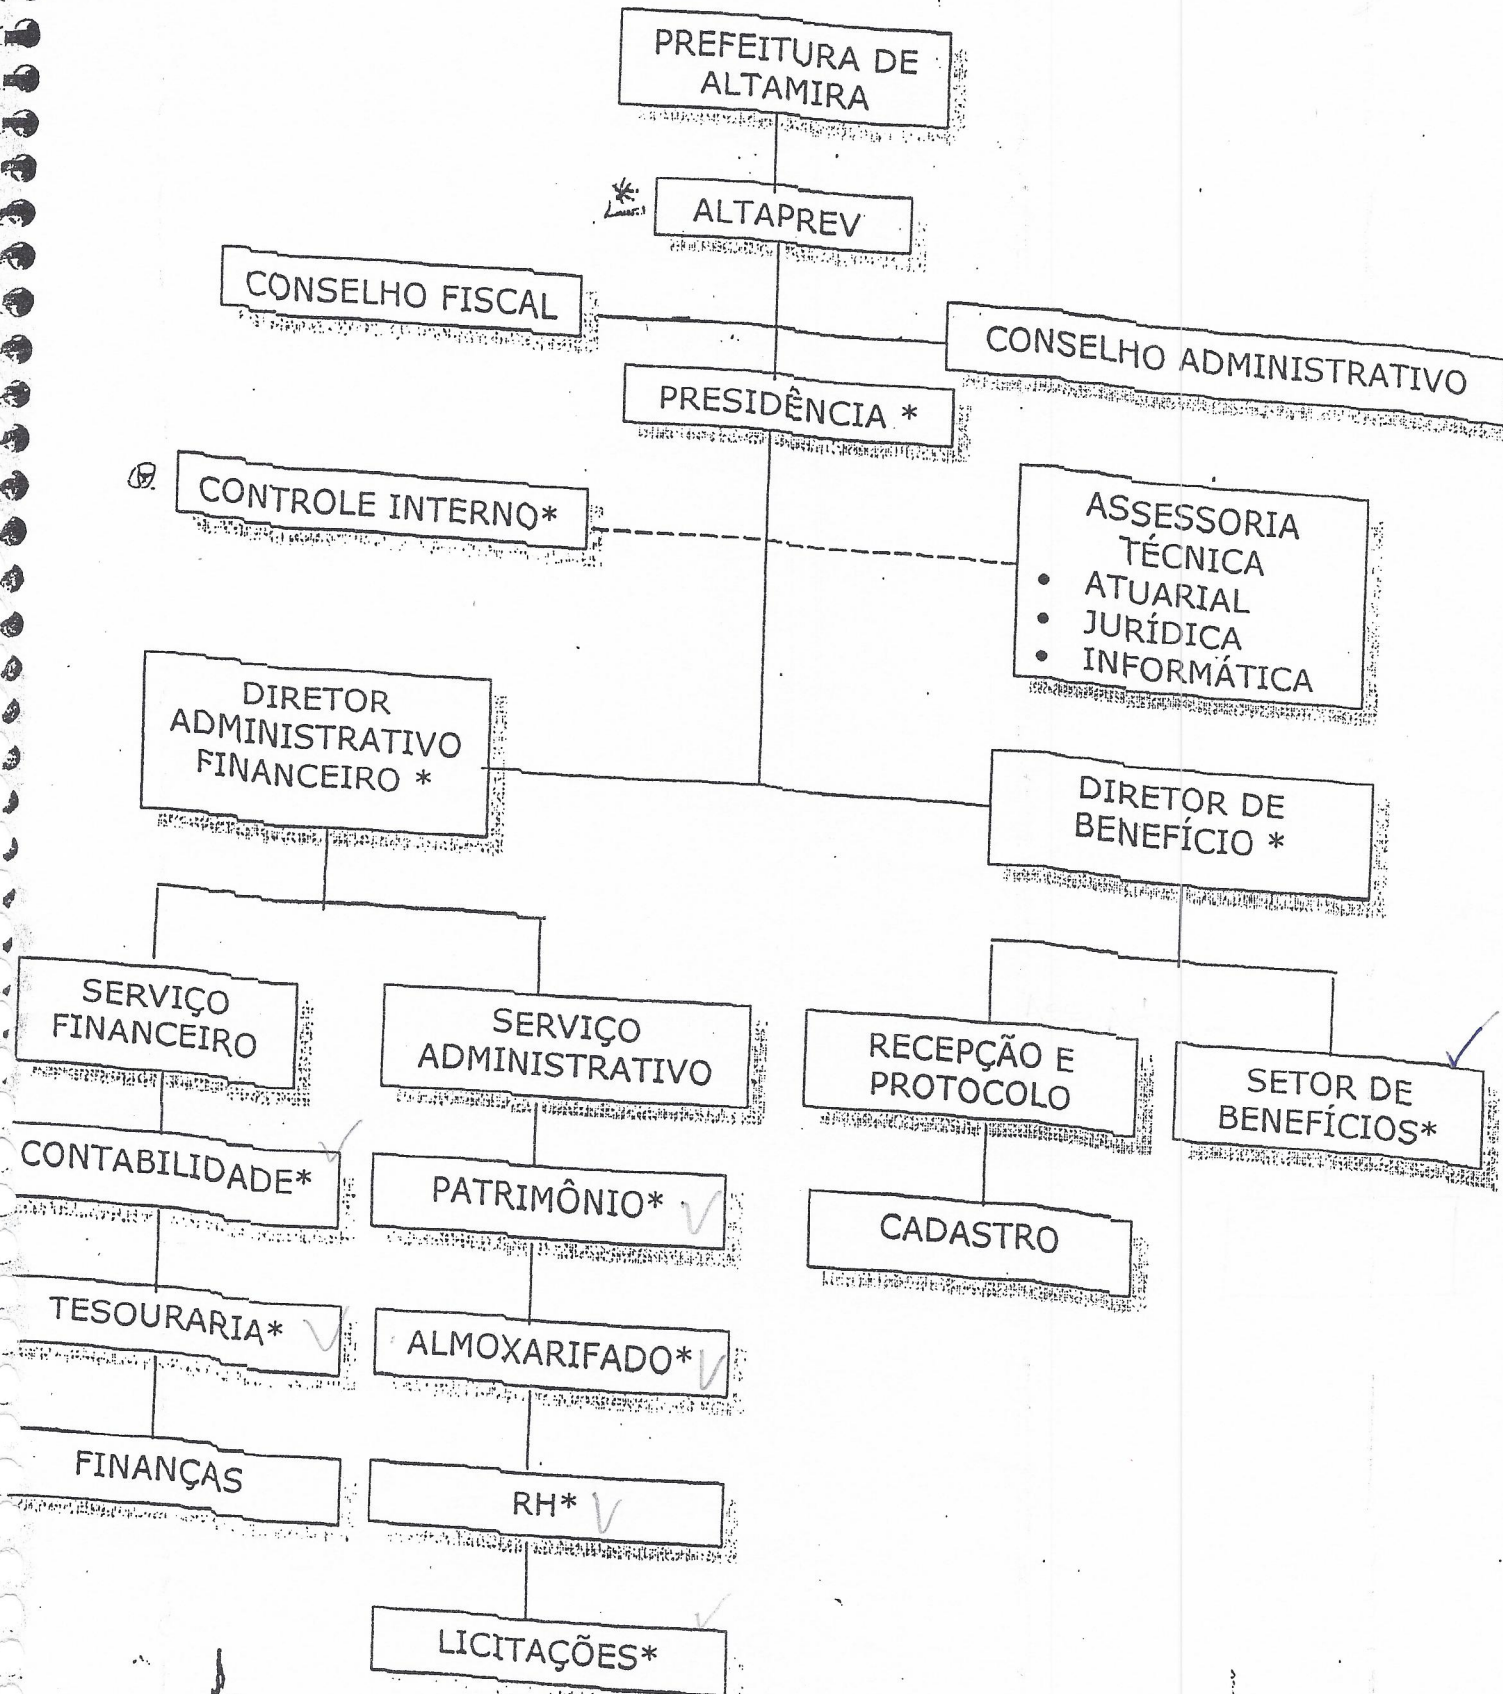 PREFEITURA DE
ALTAMIRA
*
ALTAPREV
CONSELHO FISCAL
CONSELHO ADMINISTRATIVO
PRESIDÊNCIA *
CONTROLE INTERNO*
ASSESSORIA
TÉCNICA
• ATUARIAL
• JURÍDICA
• INFORMÁTICA
DIRETOR
ADMINISTRATIVO
FINANCEIRO *
DIRETOR DE
BENEFÍCIO *
SERVIÇO
FINANCEIRO
SERVIÇO
ADMINISTRATIVO
RECEPÇÃO E
PROTOCOLO
SETOR DE
BENEFÍCIOS*
CONTABILIDADE*
PATRIMÔNIO*
CADASTRO
TESOURARIA*
ALMOXARIFADO*
FINANÇAS
RH*
LICITAÇÕES*